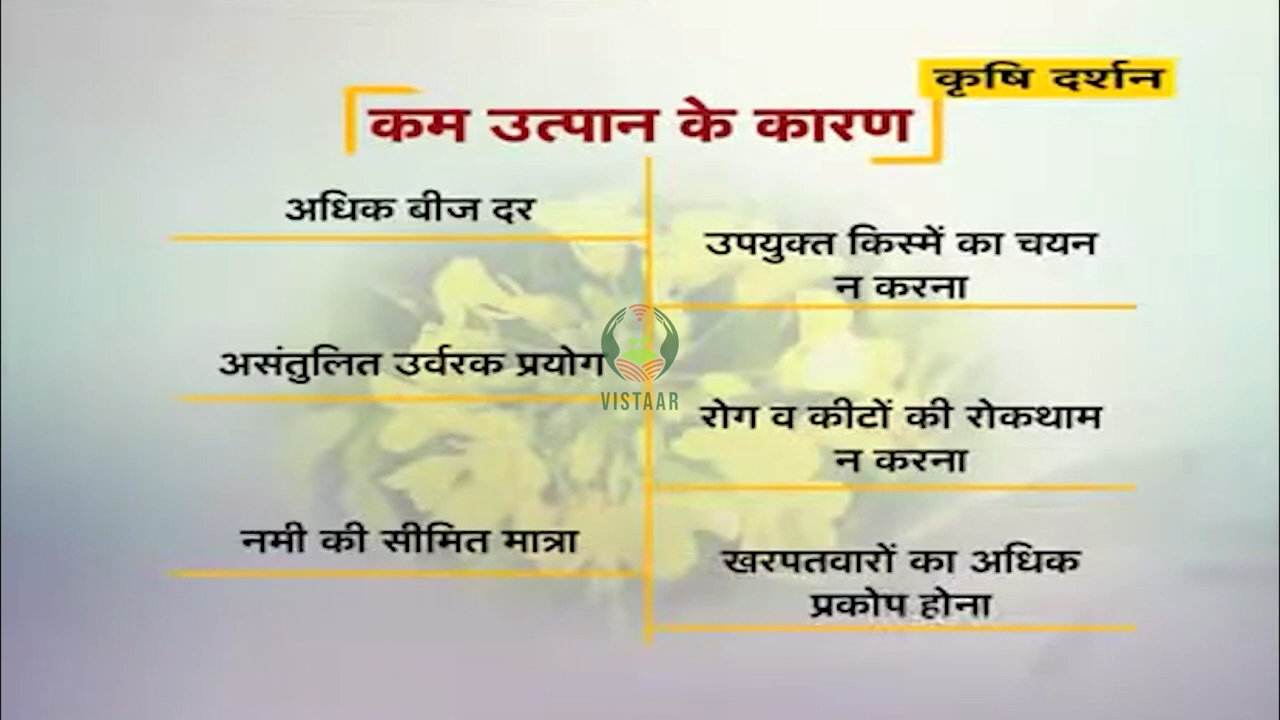 कृषि दर्शन
कम उत्पान के कारण
अधिक बीज दर
उपयुक्त किस्में का चयन
न करना
असंतुलित उर्वरक प्रयोग
VISTAAR
रोग व कीटों की रोकथाम
न करना
नमी की सीमित मात्रा
खरपतवारों का अधिक
प्रकोप होना